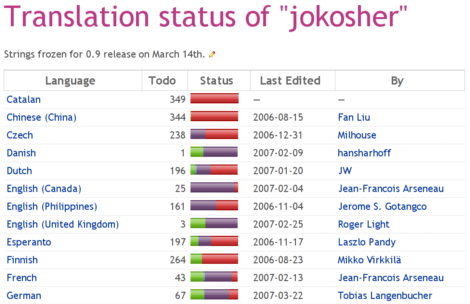 Translation status of "jokosher"
Strings frozen for 0.9 release on March 14th.
Language Todo Status Last Edited By
Catalan 349 — —
Chinese (China) 344 2006-08-15 Fan Liu
Czech 238 2006-12-31 Milhouse
Danish 1 2007-02-09 hansharhoff
Dutch 196 2007-01-20 JW
English (Canada) 25 2007-02-04 Jean-Francois Arseneau
English (Philippines) 161 2006-11-04 Jerome S. Gotangco
English (United Kingdom) 3 2007-02-25 Roger Light
Esperanto 197 2006-11-17 Laszlo Pandy
Finnish 264 2006-08-23 Mikko Virkkilä
French 43 2007-02-13 Jean-Francois Arseneau
German 67 2007-03-22 Tobias Langenbucher